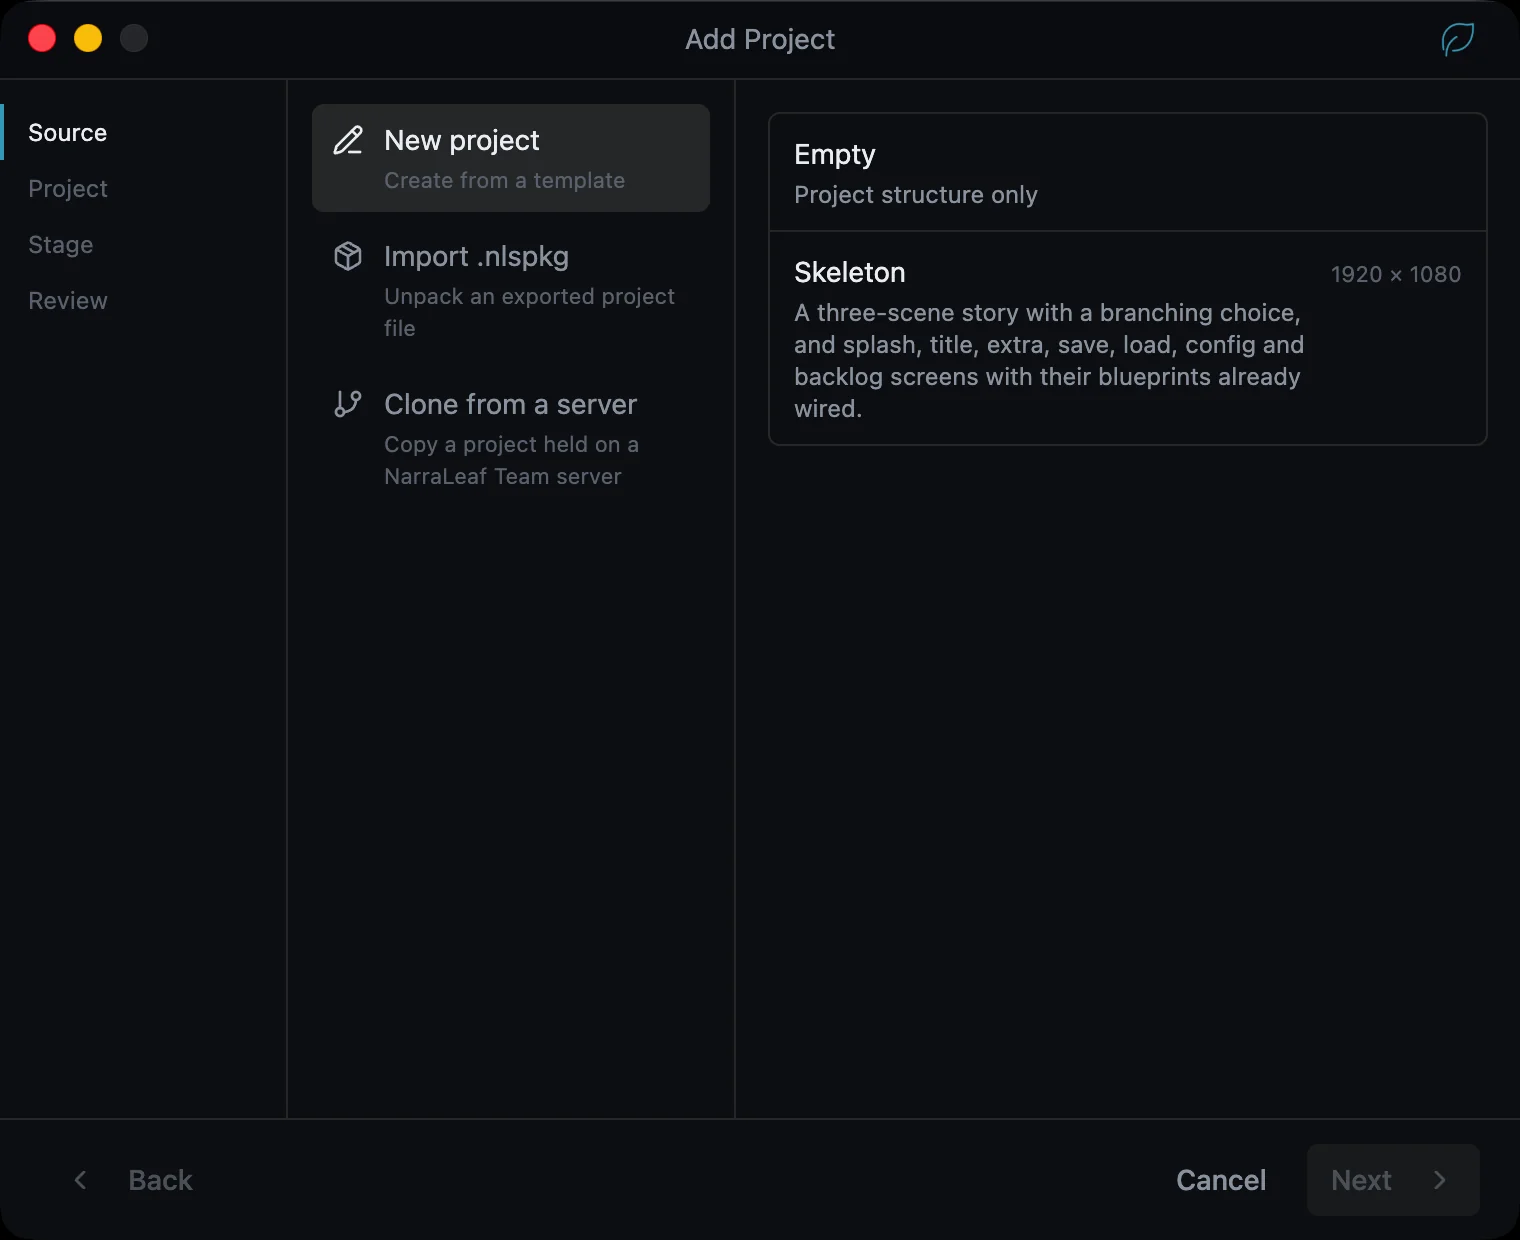 Add Project
Source
Project
Stage
Review
New project
Create from a template
Import .nlspkg
Unpack an exported project
file
Clone from a server
Copy a project held on a
NarraLeaf Team server
Empty
Project structure only
Skeleton
1920 × 1080
A three-scene story with a branching choice,
and splash, title, extra, save, load, config and
backlog screens with their blueprints already
wired.
Back
Cancel
Next